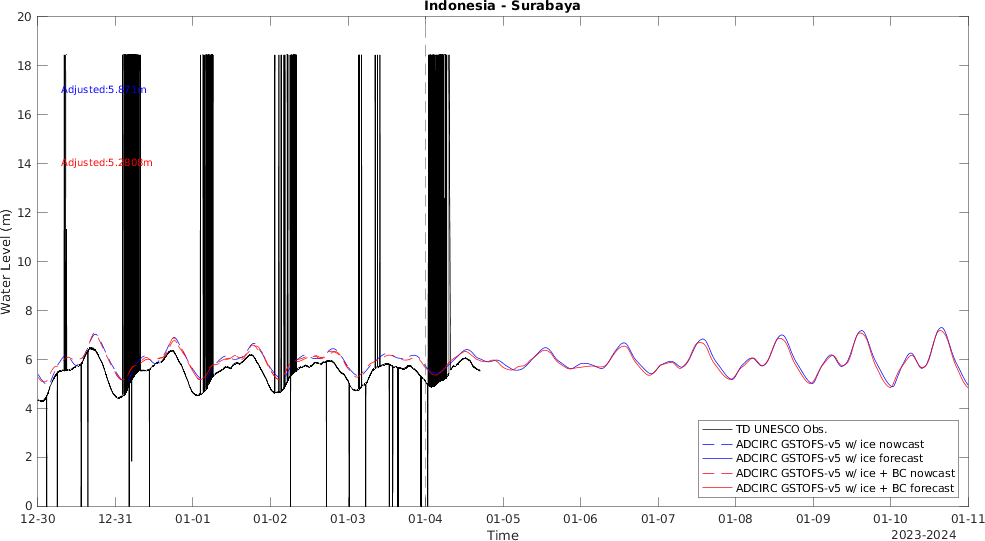 Indonesia - Surabaya
20
18
16
14
12
10
8
6
4
2
0
Water Level (m)
Adjusted:5.871m
Adjusted:5.2808m
TD UNESCO Obs.
ADCIRC GSTOFS-v5 w/ ice nowcast
ADCIRC GSTOFS-v5 w/ ice forecast
ADCIRC GSTOFS-v5 w/ ice + BC nowcast
ADCIRC GSTOFS-v5 w/ ice + BC forecast
12-30 12-31 01-01 01-02 01-03 01-04 01-05 01-06 01-07 01-08 01-09 01-10 01-11
Time
2023-2024